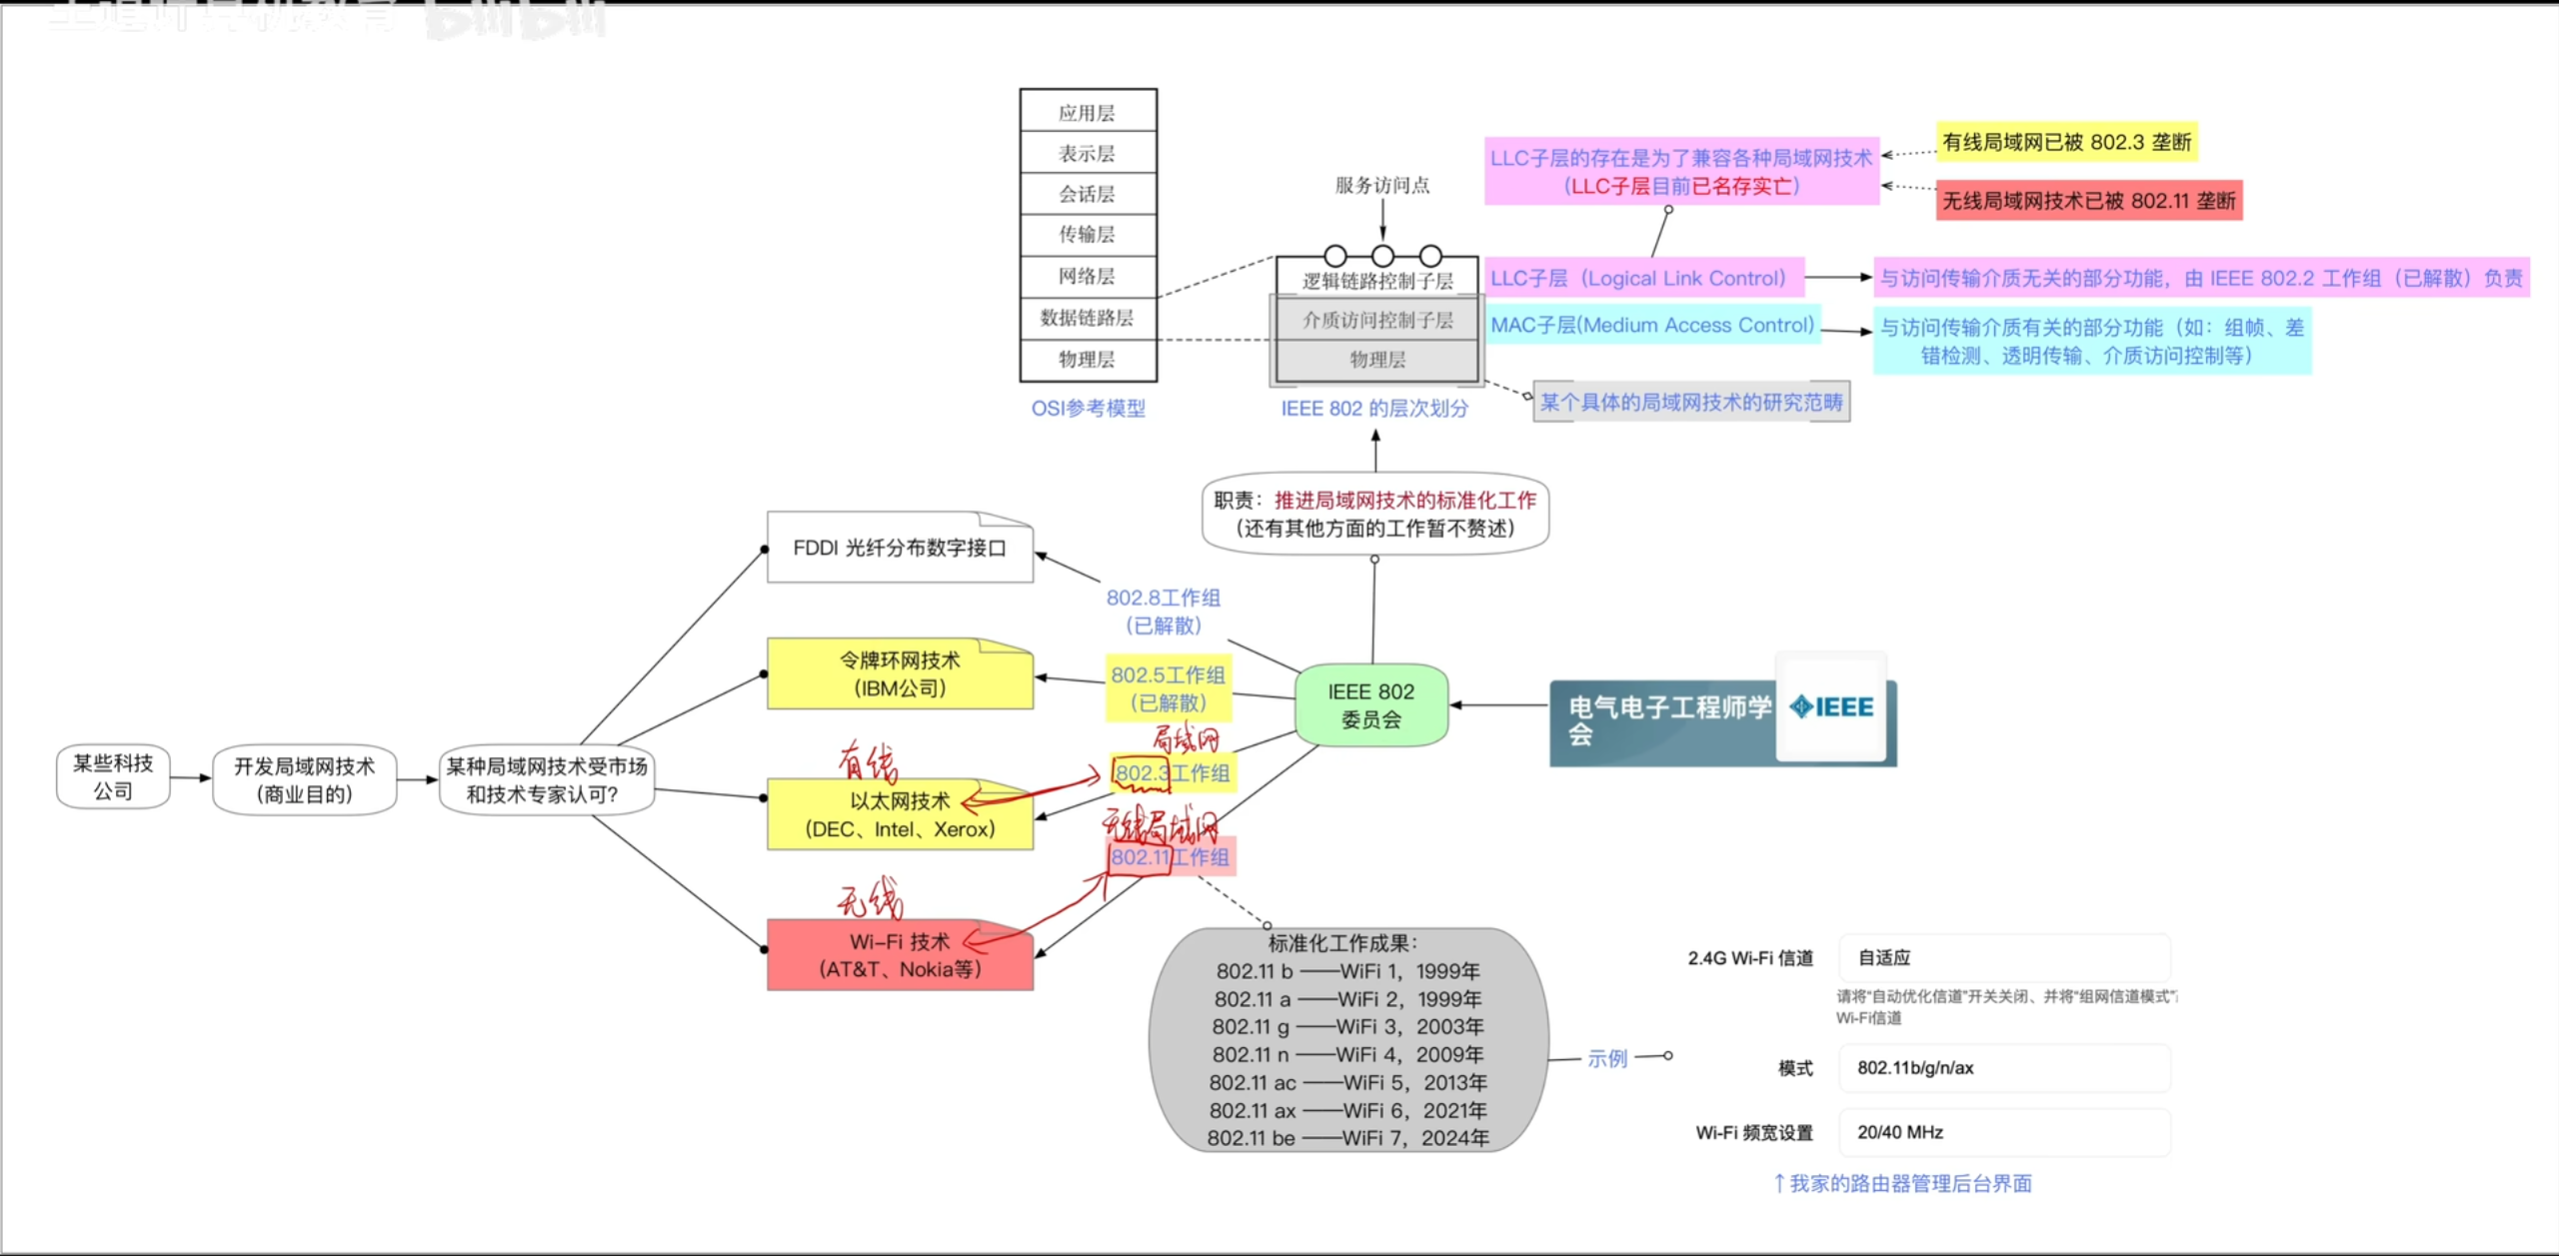 bilibili
应用层
表示层
会话层
传输层
网络层
数据链路层
物理层
OSI参考模型
服务访问点
逻辑链路控制子层
介质访问控制子层
物理层
IEEE 802 的层次划分
LLC子层的存在是为了兼容各种局域网技术
(LLC子层目前已名存实亡)
有线局域网已被 802.3 垄断
无线局域网技术已被 802.11 垄断
LLC子层（Logical Link Control）
与访问传输介质无关的部分功能，由 IEEE 802.2 工作组（已解散）负责
MAC子层(Medium Access Control)
与访问传输介质有关的部分功能（如：组帧、差
错检测、透明传输、介质访问控制等）
某个具体的局域网技术的研究范畴
职责：推进局域网技术的标准化工作
（还有其他方面的工作暂不赘述）
FDDI 光纤分布数字接口
802.8工作组
（已解散）
令牌环网技术
（IBM公司）
802.5工作组
（已解散）
IEEE 802
委员会
电气电子工程师学
会
IEEE
某些科技
公司
开发局域网技术
（商业目的）
某种局域网技术受市场
和技术专家认可？
有线
以太网技术
（DEC、Intel、Xerox）
局域网
802.3工作组
无线局域网
802.11工作组
无线
Wi-Fi 技术
（AT&T、Nokia等）
标准化工作成果：
802.11 b ——WiFi 1，1999年
802.11 a ——WiFi 2，1999年
802.11 g ——WiFi 3，2003年
802.11 n ——WiFi 4，2009年
802.11 ac ——WiFi 5，2013年
802.11 ax ——WiFi 6，2021年
802.11 be ——WiFi 7，2024年
示例
2.4G Wi-Fi 信道
自适应
请将“自动优化信道”开关关闭、并将“组网信道模式”
Wi-Fi信道
模式
802.11b/g/n/ax
Wi-Fi 频宽设置
20/40 MHz
↑我家的路由器管理后台界面